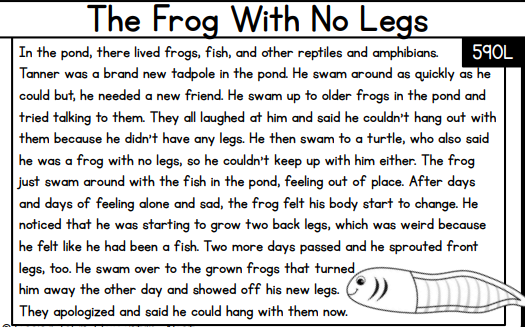 The Frog With No Legs
590L
In the pond, there lived frogs, fish, and other reptiles and amphibians.
Tanner was a brand new tadpole in the pond. He swam around as quickly as he
could but, he needed a new friend. He swam up to older frogs in the pond and
tried talking to them. They all laughed at him and said he couldn't hang out with
them because he didn't have any legs. He then swam to a turtle, who also said
he was a frog with no legs, so he couldn't keep up with him either. The frog
just swam around with the fish in the pond, feeling out of place. After days
and days of feeling alone and sad, the frog felt his body start to change. He
noticed that he was starting to grow two back legs, which was weird because
he felt like he had been a fish. Two more days passed and he sprouted front
legs, too. He swam over to the grown frogs that turned
him away the other day and showed off his new legs.
They apologized and said he could hang with them now.